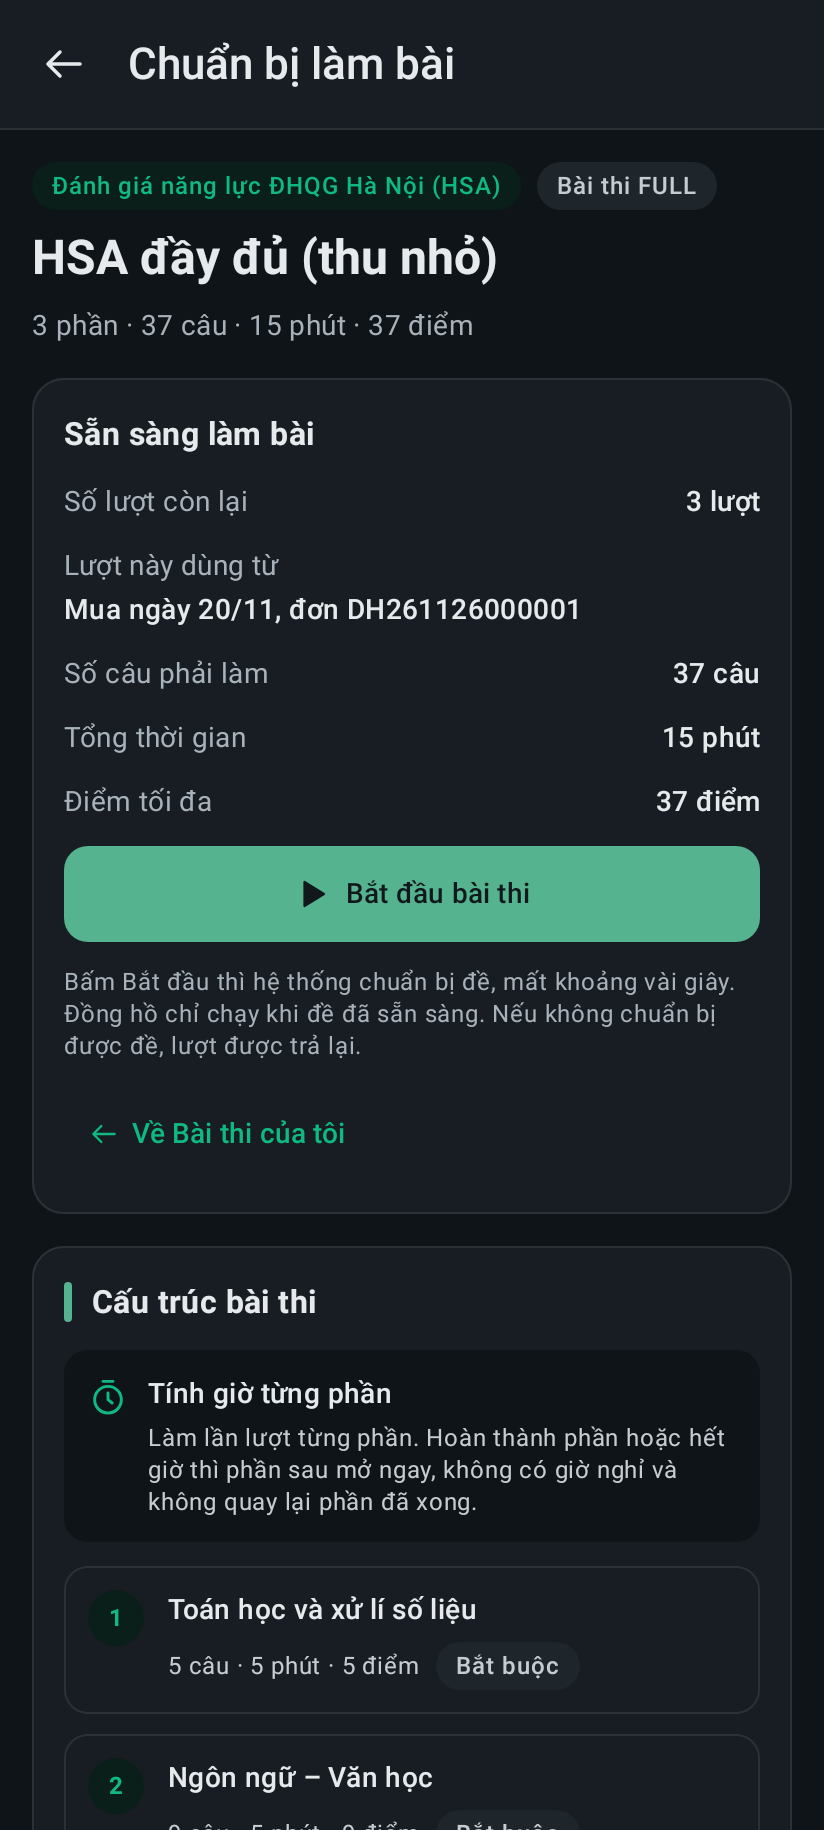 Chuẩn bị làm bài
Đánh giá năng lực ĐHQG Hà Nội (HSA)
Bài thi FULL
HSA đầy đủ (thu nhỏ)
3 phần · 37 câu · 15 phút · 37 điểm
Sẵn sàng làm bài
Số lượt còn lại
3 lượt
Lượt này dùng từ
Mua ngày 20/11, đơn DH261126000001
Số câu phải làm
37 câu
Tổng thời gian
15 phút
Điểm tối đa
37 điểm
Bắt đầu bài thi
Bấm Bắt đầu thì hệ thống chuẩn bị đề, mất khoảng vài giây.
Đồng hồ chỉ chạy khi đề đã sẵn sàng. Nếu không chuẩn bị
được đề, lượt được trả lại.
Về Bài thi của tôi
Cấu trúc bài thi
Tính giờ từng phần
Làm lần lượt từng phần. Hoàn thành phần hoặc hết
giờ thì phần sau mở ngay, không có giờ nghỉ và
không quay lại phần đã xong.
1
Toán học và xử lí số liệu
5 câu · 5 phút · 5 điểm
Bắt buộc
2
Ngôn ngữ – Văn học
câu · 5 phút · điểm
Bắt buộc